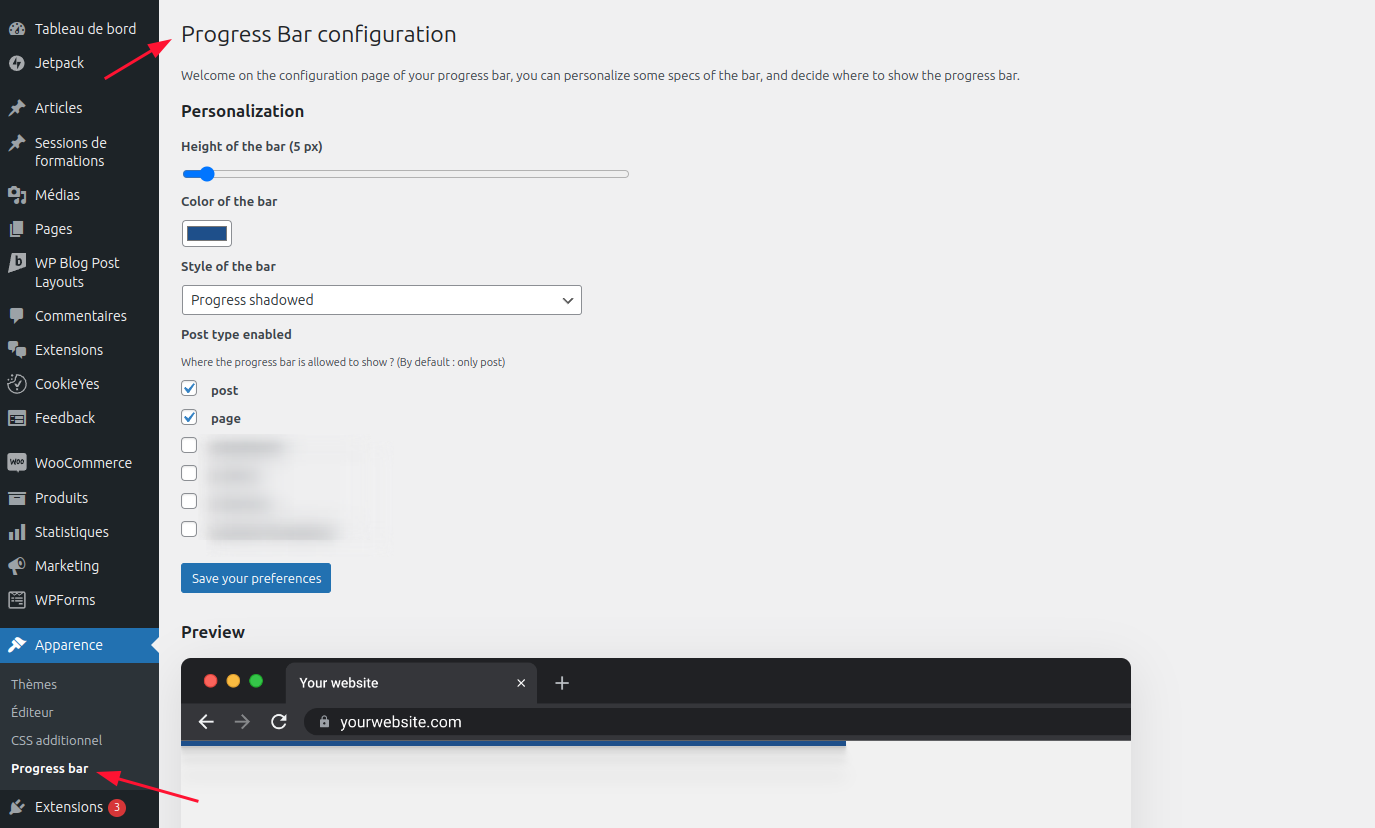 Tableau de bord
Jetpack
Articles
Sessions de
formations
Médias
Pages
WP Blog Post
Layouts
Commentaires
Extensions
CookieYes
Feedback
WooCommerce
Produits
Statistiques
Marketing
WPForms
Apparence
Thèmes
Éditeur
CSS additionnel
Progress bar
Extensions 3
Progress Bar configuration
Welcome on the configuration page of your progress bar, you can personalize some specs of the bar, and decide where to show the progress bar.
Personalization
Height of the bar (5 px)
Color of the bar
Style of the bar
Progress shadowed
Post type enabled
Where the progress bar is allowed to show ? (By default : only post)
post
page
Save your preferences
Preview
Your website
yourwebsite.com